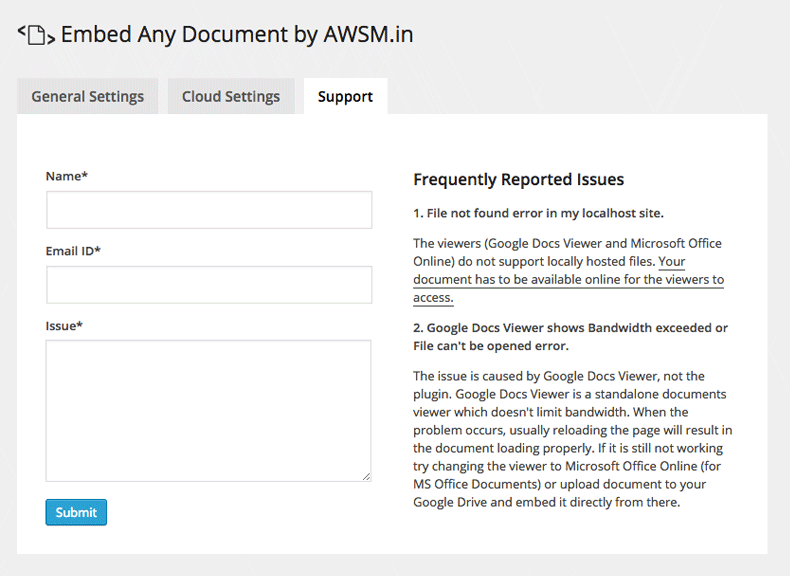 Embed Any Document by AWSM.in
General Settings
Cloud Settings
Support
Name*
Email ID*
Issue*
Submit
Frequently Reported Issues
1. File not found error in my localhost site.
The viewers (Google Docs Viewer and Microsoft Office
Online) do not support locally hosted files. Your
document has to be available online for the viewers to
access.
2. Google Docs Viewer shows Bandwidth exceeded or
File can't be opened error.
The issue is caused by Google Docs Viewer, not the
plugin. Google Docs Viewer is a standalone documents
viewer which doesn't limit bandwidth. When the
problem occurs, usually reloading the page will result in
the document loading properly. If it is still not working
try changing the viewer to Microsoft Office Online (for
MS Office Documents) or upload document to your
Google Drive and embed it directly from there.